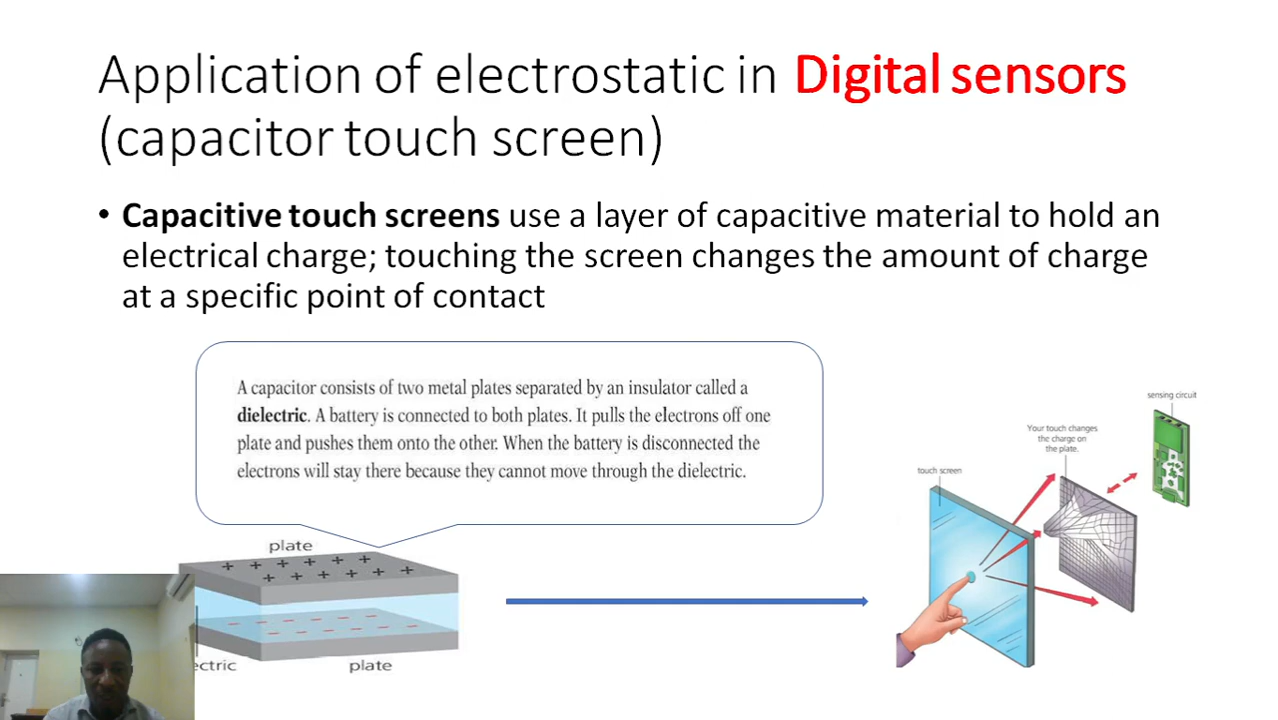 Application of electrostatic in Digital sensors
(capacitor touch screen)
• Capacitive touch screens use a layer of capacitive material to hold an
electrical charge; touching the screen changes the amount of charge
at a specific point of contact
A capacitor consists of two metal plates separated by an insulator called a
dielectric. A battery is connected to both plates. It pulls the electrons off one
plate and pushes them onto the other. When the battery is disconnected the
electrons will stay there because they cannot move through the dielectric.
plate
ectric
plate
touch screen
Your touch changes
the charge on
the plate.
sensing circuit